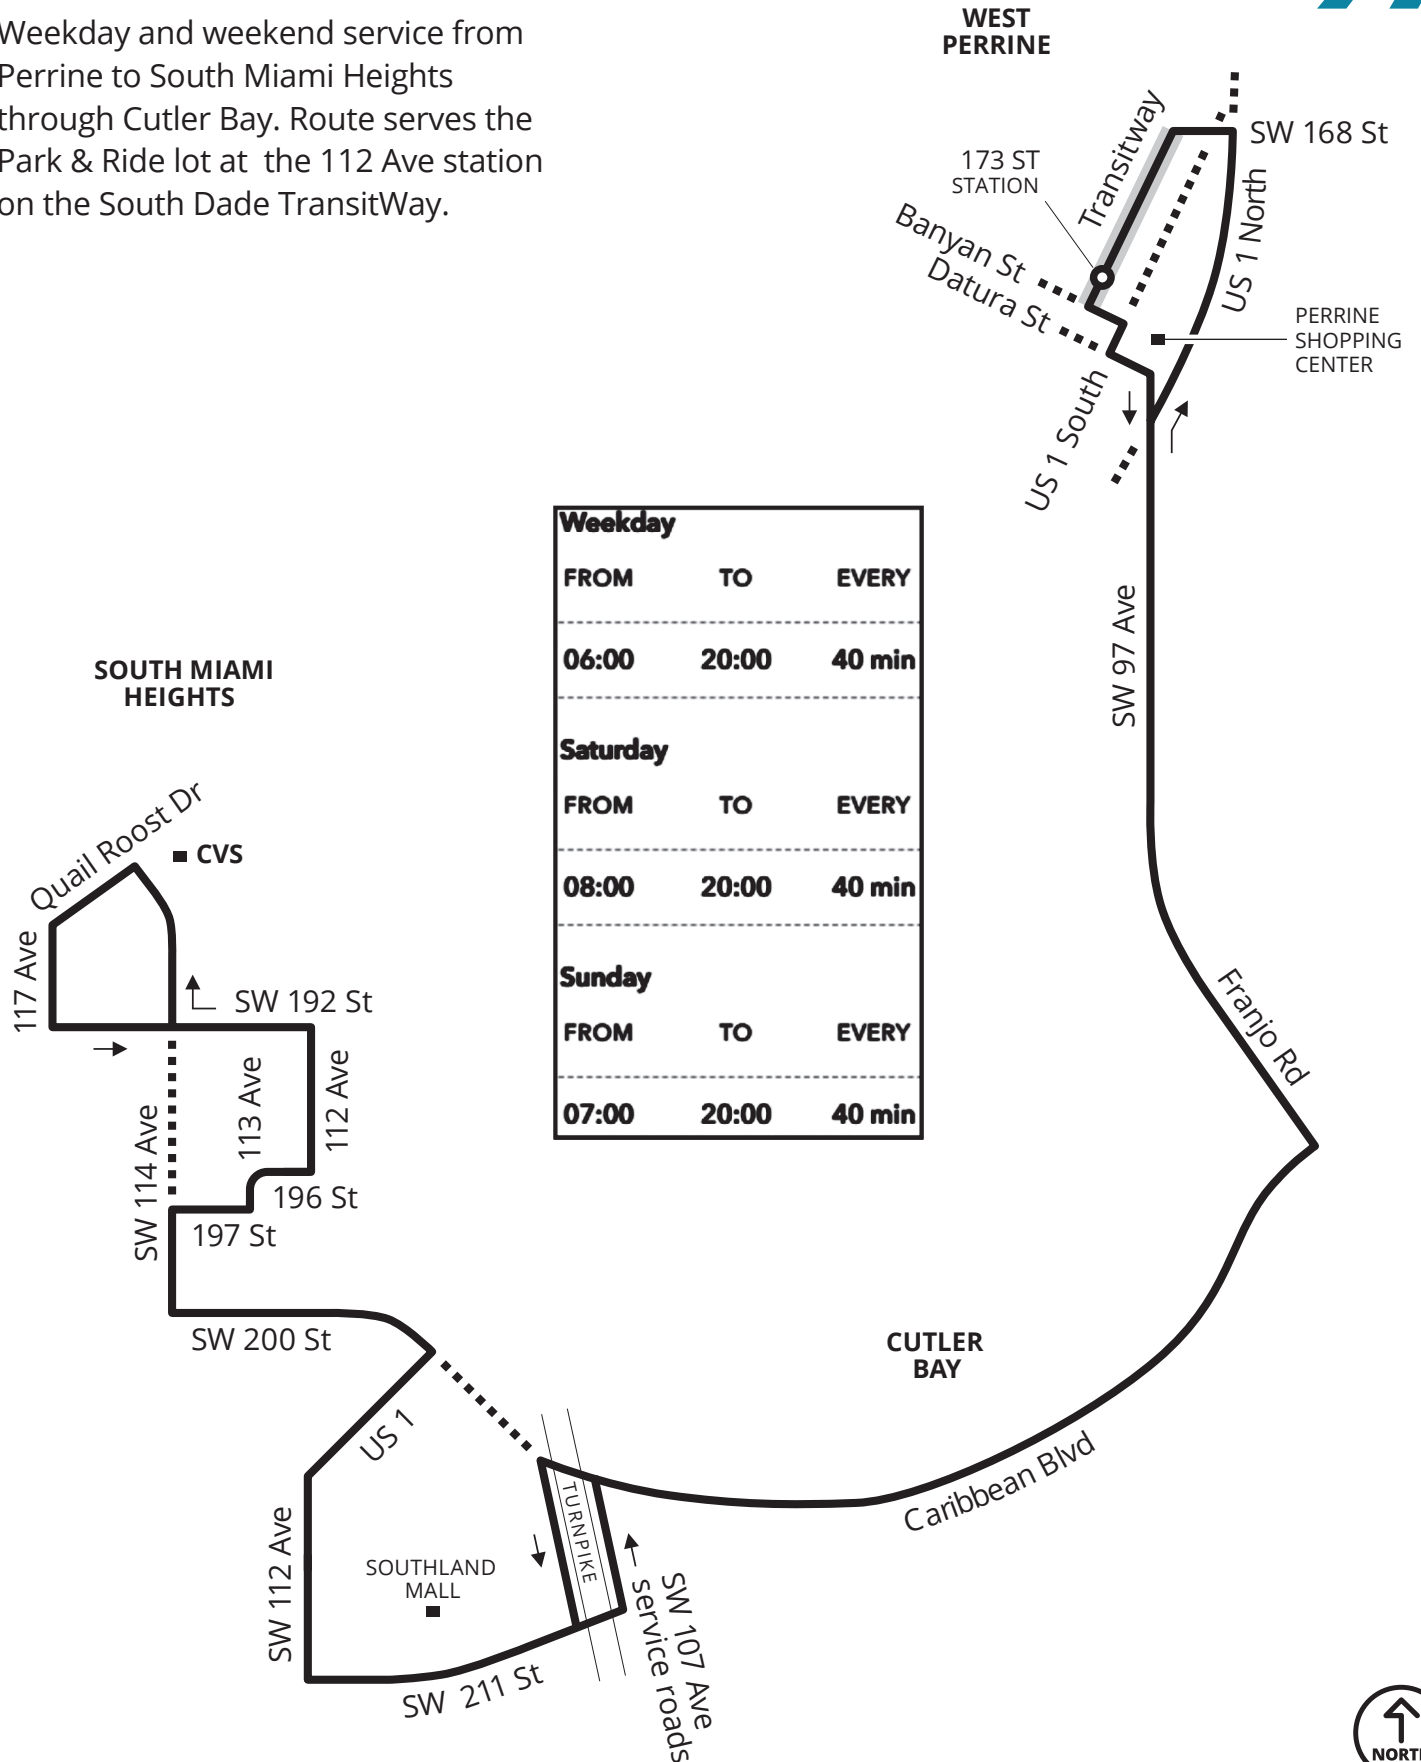 Weekday and weekend service from
Perrine to South Miami Heights
through Cutler Bay. Route serves the
Park & Ride lot at the 112 Ave station
on the South Dade TransitWay.
WEST
PERRINE
SW 168 St
Transitway
173 ST
STATION
US 1 North
Banyan St
Datura St
PERRINE
SHOPPING
CENTER
US 1 South
SW 97 Ave
Weekday
FROM TO EVERY
06:00 20:00 40 min
Saturday
FROM TO EVERY
08:00 20:00 40 min
Sunday
FROM TO EVERY
07:00 20:00 40 min
SOUTH MIAMI
HEIGHTS
Quail Roost Dr
CVS
117 Ave
SW 192 St
113 Ave
112 Ave
SW 114 Ave
196 St
197 St
SW 200 St
Franjo Rd
CUTLER
BAY
US 1
Caribbean Blvd
TURNPIKE
SW 112 Ave
SOUTHLAND
MALL
SW 107 Ave
service roads
SW 211 St